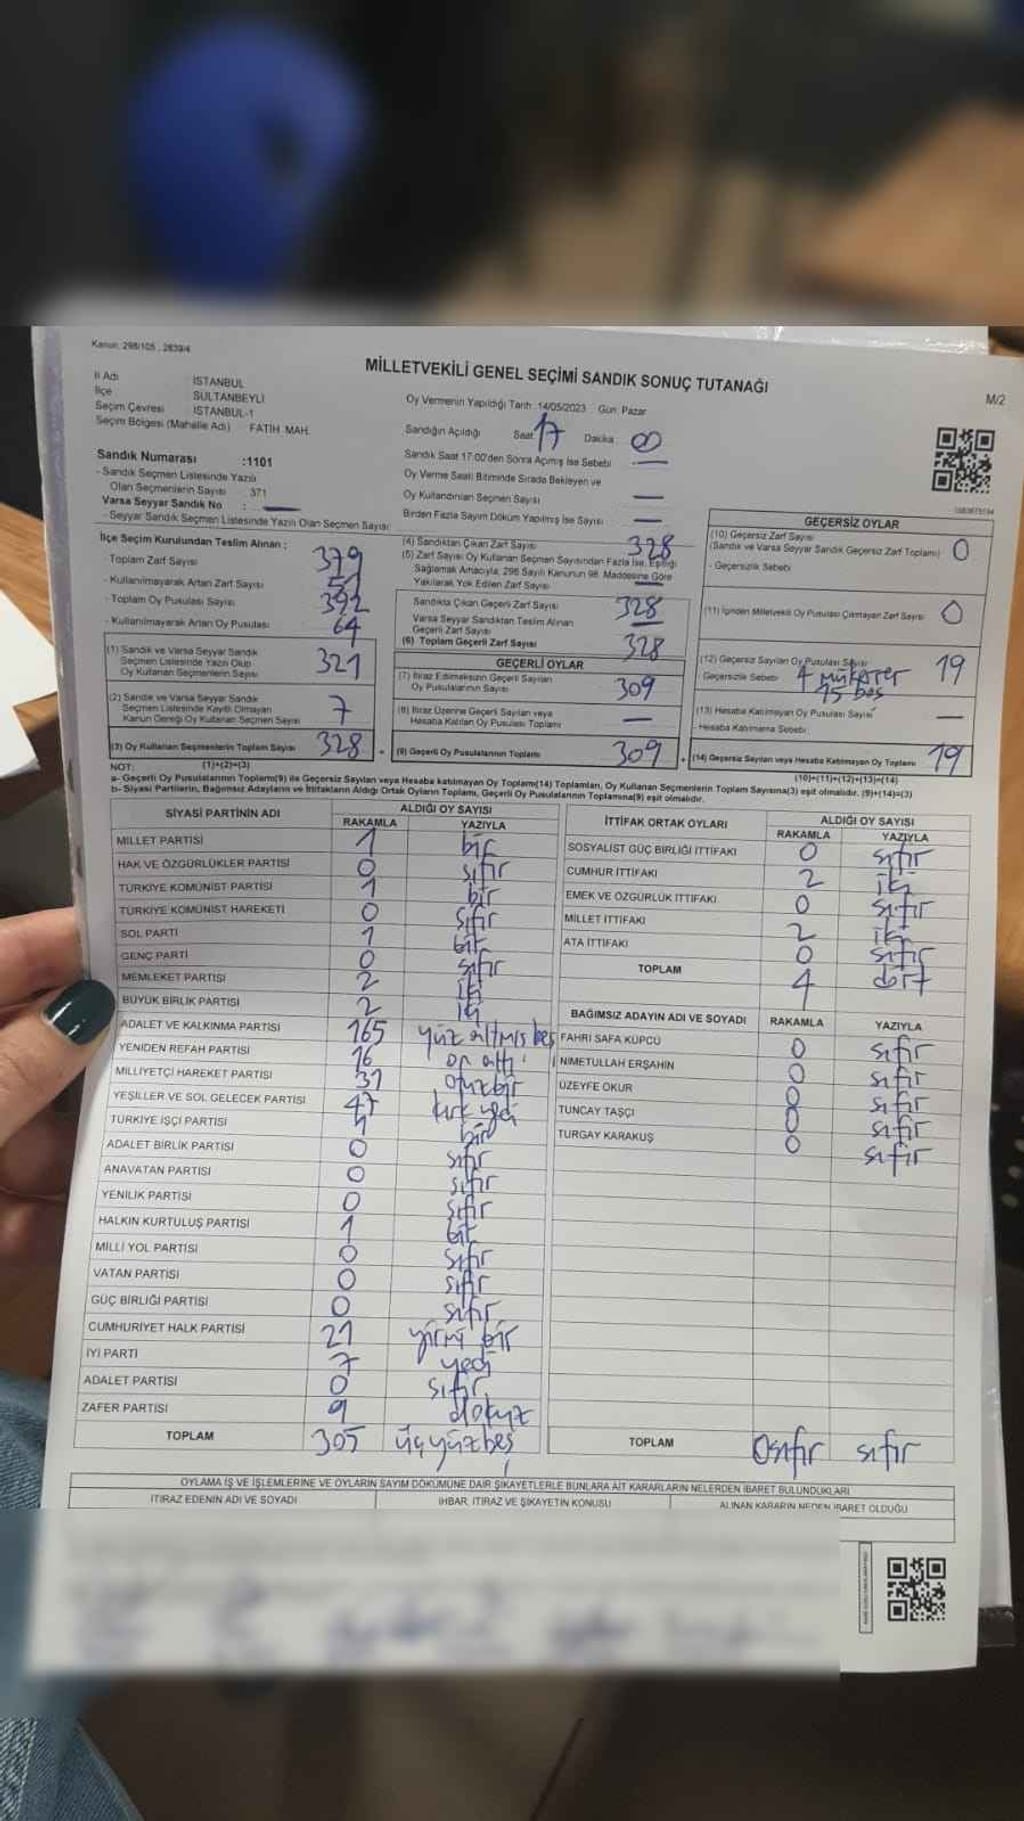 Kanun: 298/105 , 2839/4
MİLLETVEKİLİ GENEL SEÇİMİ SANDIK SONUÇ TUTANAĞI
M/2
İl Adı İSTANBUL
İlçe SULTANBEYLİ
Seçim Çevresi İSTANBUL-1
Seçim Bölgesi (Mahalle Adı) FATİH MAH.
Oy Vermenin Yapıldığı Tarih :14/05/2023 Gün: Pazar
Sandığın Açıldığı Saat 17 Dakika 00
Sandık Saat 17:00'den Sonra Açılmış İse Sebebi —
Oy Verme Saati Bitiminde Sırada Bekleyen ve
Oy Kullandırılan Seçmen Sayısı —
Birden Fazla Sayım Döküm Yapılmış İse Sayısı —
Sandık Numarası :1101
- Sandık Seçmen Listesinde Yazılı
Olan Seçmenlerin Sayısı : 371
Varsa Seyyar Sandık No : —
- Seyyar Sandık Seçmen Listesinde Yazılı Olan Seçmen Sayısı
İlçe Seçim Kurulundan Teslim Alınan :
- Toplam Zarf Sayısı 379
- Kullanılmayarak Artan Zarf Sayısı 51
- Toplam Oy Pusulası Sayısı 392
- Kullanılmayarak Artan Oy Pusulası 64
(1) Sandık ve Varsa Seyyar Sandık
Seçmen Listesinde Yazılı Olup
Oy Kullanan Seçmenlerin Sayısı 321
(2) Sandık ve Varsa Seyyar Sandık
Seçmen Listesinde Kayıtlı Olmayan
Kanun Gereği Oy Kullanan Seçmen Sayısı 7
(3) Oy Kullanan Seçmenlerin Toplam Sayısı 328
(1)+(2)=(3)
(4) Sandıktan Çıkan Zarf Sayısı 328
(5) Zarf Sayısı Oy Kullanan Seçmen Sayısından Fazla İse, Eşitliği
Sağlamak Amacıyla, 298 Sayılı Kanunun 98. Maddesine Göre
Yakılarak Yok Edilen Zarf Sayısı —
Sandıkta Çıkan Geçerli Zarf Sayısı 328
Varsa Seyyar Sandıktan Teslim Alınan
Geçerli Zarf Sayısı —
(6) Toplam Geçerli Zarf Sayısı 328
GEÇERLİ OYLAR
(7) İtiraz Edilmeksizin Geçerli Sayılan
Oy Pusulalarının Sayısı 309
(8) İtiraz Üzerine Geçerli Sayılan veya
Hesaba Katılan Oy Pusulası Toplamı —
(9) Geçerli Oy Pusulalarının Toplamı 309
GEÇERSİZ OYLAR
(10) Geçersiz Zarf Sayısı
(Sandık ve Varsa Seyyar Sandık Geçersiz Zarf Toplamı) 0
- Geçersizlik Sebebi
(11) İçinden Milletvekili Oy Pusulası Çıkmayan Zarf Sayısı 0
(12) Geçersiz Sayılan Oy Pusulası Sayısı 19
- Geçersizlik Sebebi 4 müKerer
15 boş
(13) Hesaba Katılmayan Oy Pusulası Sayısı —
- Hesaba Katılmama Sebebi
(14) Geçersiz Sayılan veya Hesaba Katılmayan Oy Toplamı 19
(10)+(11)+(12)+(13)=(14)
NOT:
a- Geçerli Oy Pusulalarının Toplamı(9) ile Geçersiz Sayılan veya Hesaba katılmayan Oy Toplamı(14) Toplamları, Oy Kullanan Seçmenlerin Toplam Sayısına(3) eşit olmalıdır. (9)+(14)=(3)
b- Siyasi Partilerin, Bağımsız Adayların ve İttifakların Aldığı Ortak Oyların Toplamı, Geçerli Oy Pusulalarının Toplamına(9) eşit olmalıdır.
SİYASİ PARTİNİN ADI ALDIĞI OY SAYISI
RAKAMLA YAZIYLA
MİLLET PARTİSİ 1 bir
HAK VE ÖZGÜRLÜKLER PARTİSİ 0 sıfır
TÜRKİYE KOMÜNİST PARTİSİ 1 bir
TÜRKİYE KOMÜNİST HAREKETİ 0 sıfır
SOL PARTİ 1 bir
GENÇ PARTİ 0 sıfır
MEMLEKET PARTİSİ 2 iki
BÜYÜK BİRLİK PARTİSİ 2 iki
ADALET VE KALKINMA PARTİSİ 165 yüz altmış beş
YENİDEN REFAH PARTİSİ 16 on altı
MİLLİYETÇİ HAREKET PARTİSİ 31 otuzbir
YEŞİLLER VE SOL GELECEK PARTİSİ 47 kırk yedi
TÜRKİYE İŞÇİ PARTİSİ 1 bir
ADALET BİRLİK PARTİSİ 0 sıfır
ANAVATAN PARTİSİ 0 sıfır
YENİLİK PARTİSİ 0 sıfır
HALKIN KURTULUŞ PARTİSİ 1 bir
MİLLİ YOL PARTİSİ 0 sıfır
VATAN PARTİSİ 0 sıfır
GÜÇ BİRLİĞİ PARTİSİ 0 sıfır
CUMHURİYET HALK PARTİSİ 21 yirmi bir
İYİ PARTİ 7 yedi
ADALET PARTİSİ 0 sıfır
ZAFER PARTİSİ 9 dokuz
TOPLAM 305 üçyüzbeş
İTTİFAK ORTAK OYLARI ALDIĞI OY SAYISI
RAKAMLA YAZIYLA
SOSYALİST GÜÇ BİRLİĞİ İTTİFAKI 0 sıfır
CUMHUR İTTİFAKI 2 iki
EMEK VE ÖZGÜRLÜK İTTİFAKI 0 sıfır
MİLLET İTTİFAKI 2 iki
ATA İTTİFAKI 0 sıfır
TOPLAM 4 dört
BAĞIMSIZ ADAYIN ADI VE SOYADI RAKAMLA YAZIYLA
FAHRİ SAFA KÜPCÜ 0 sıfır
NİMETULLAH ERŞAHİN 0 sıfır
ÜZEYFE OKUR 0 sıfır
TUNCAY TAŞÇI 0 sıfır
TURGAY KARAKUŞ 0 sıfır
TOPLAM 0sıfır sıfır
OYLAMA İŞ VE İŞLEMLERİNE VE OYLARIN SAYIM DÖKÜMÜNE DAİR ŞİKAYETLERLE BUNLARA AİT KARARLARIN NELERDEN İBARET BULUNDUKLARI
İTİRAZ EDENİN ADI VE SOYADI İHBAR, İTİRAZ VE ŞİKAYETİN KONUSU ALINAN KARARIN NEDEN İBARET OLDUĞU